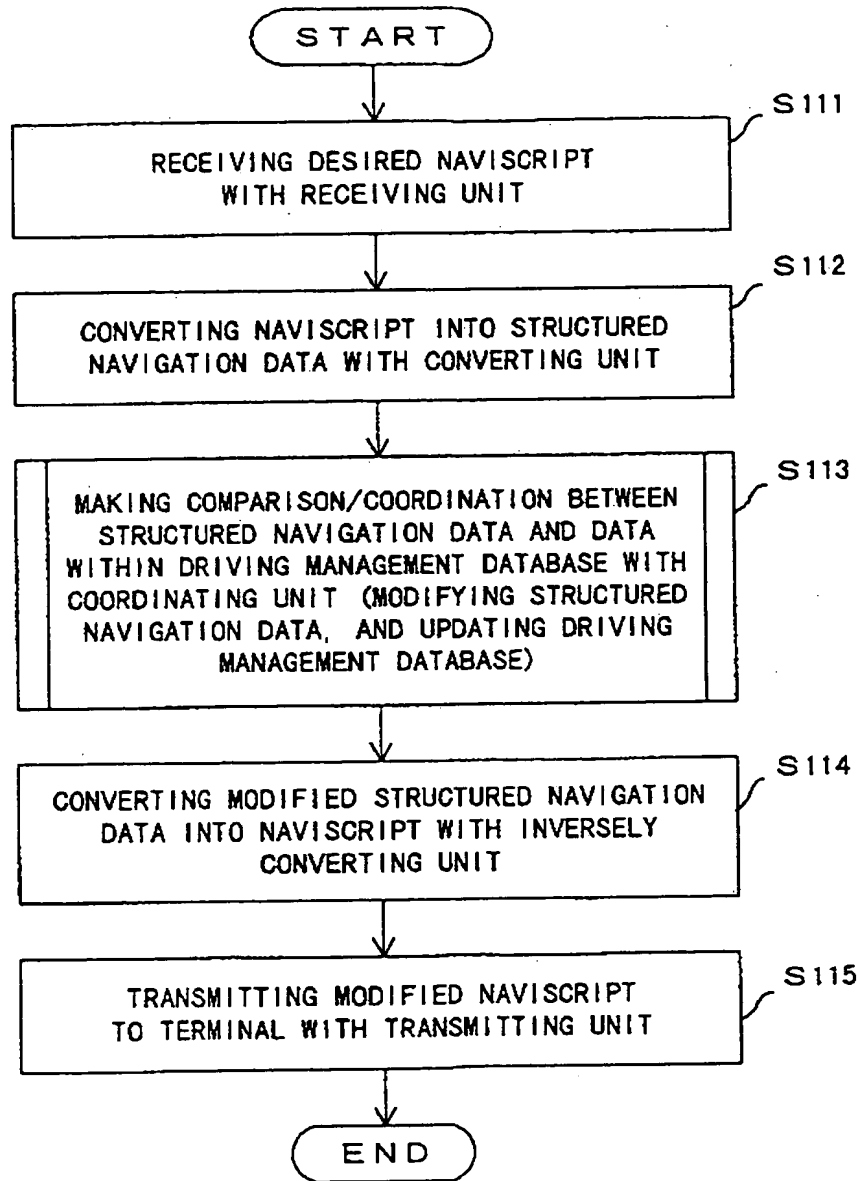 START
S111
RECEIVING DESIRED NAVISCRIPT
WITH RECEIVING UNIT
S112
CONVERTING NAVISCRIPT INTO STRUCTURED
NAVIGATION DATA WITH CONVERTING UNIT
S113
MAKING COMPARISON/COORDINATION BETWEEN
STRUCTURED NAVIGATION DATA AND DATA
WITHIN DRIVING MANAGEMENT DATABASE WITH
COORDINATING UNIT (MODIFYING STRUCTURED
NAVIGATION DATA, AND UPDATING DRIVING
MANAGEMENT DATABASE)
S114
CONVERTING MODIFIED STRUCTURED NAVIGATION
DATA INTO NAVISCRIPT WITH INVERSELY
CONVERTING UNIT
S115
TRANSMITTING MODIFIED NAVISCRIPT
TO TERMINAL WITH TRANSMITTING UNIT
END